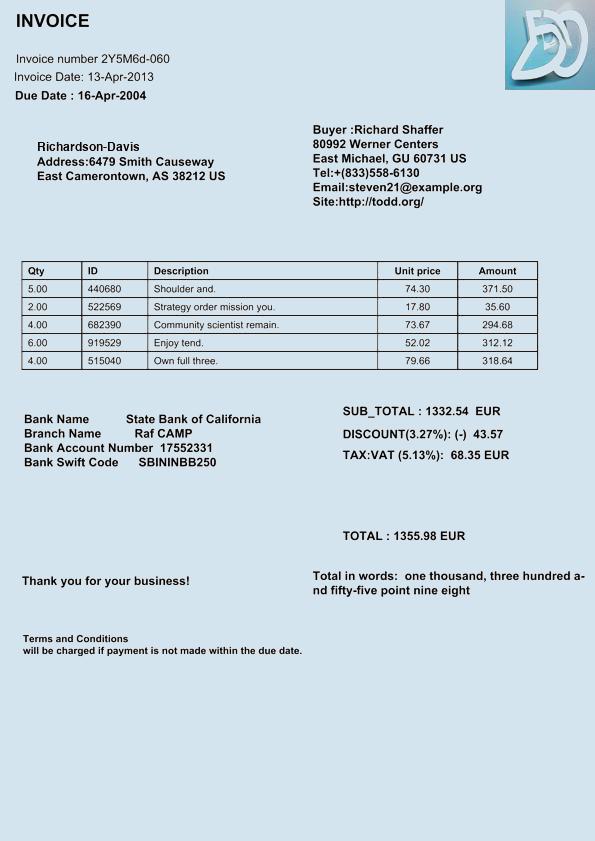 INVOICE
Invoice number 2Y5M6d-060
Invoice Date: 13-Apr-2013
Due Date : 16-Apr-2004
Richardson-Davis
Address:6479 Smith Causeway
East Camerontown, AS 38212 US
Buyer :Richard Shaffer
80992 Werner Centers
East Michael, GU 60731 US
Tel:+(833)558-6130
Email:steven21@example.org
Site:http://todd.org/
Qty ID Description Unit price Amount
5.00 440680 Shoulder and. 74.30 371.50
2.00 522569 Strategy order mission you. 17.80 35.60
4.00 682390 Community scientist remain. 73.67 294.68
6.00 919529 Enjoy tend. 52.02 312.12
4.00 515040 Own full three. 79.66 318.64
Bank Name State Bank of California
Branch Name Raf CAMP
Bank Account Number 17552331
Bank Swift Code SBININBB250
SUB_TOTAL : 1332.54 EUR
DISCOUNT(3.27%): (-) 43.57
TAX:VAT (5.13%): 68.35 EUR
TOTAL : 1355.98 EUR
Total in words: one thousand, three hundred a-
nd fifty-five point nine eight
Thank you for your business!
Terms and Conditions
will be charged if payment is not made within the due date.